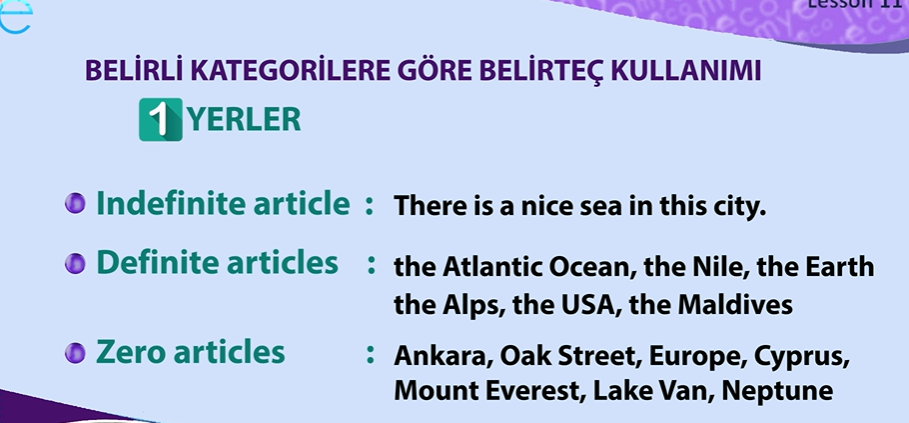 Lesson 11
BELİRLİ KATEGORİLERE GÖRE BELİRTEÇ KULLANIMI
1 YERLER
Indefinite article : There is a nice sea in this city.
Definite articles : the Atlantic Ocean, the Nile, the Earth
the Alps, the USA, the Maldives
Zero articles : Ankara, Oak Street, Europe, Cyprus,
Mount Everest, Lake Van, Neptune